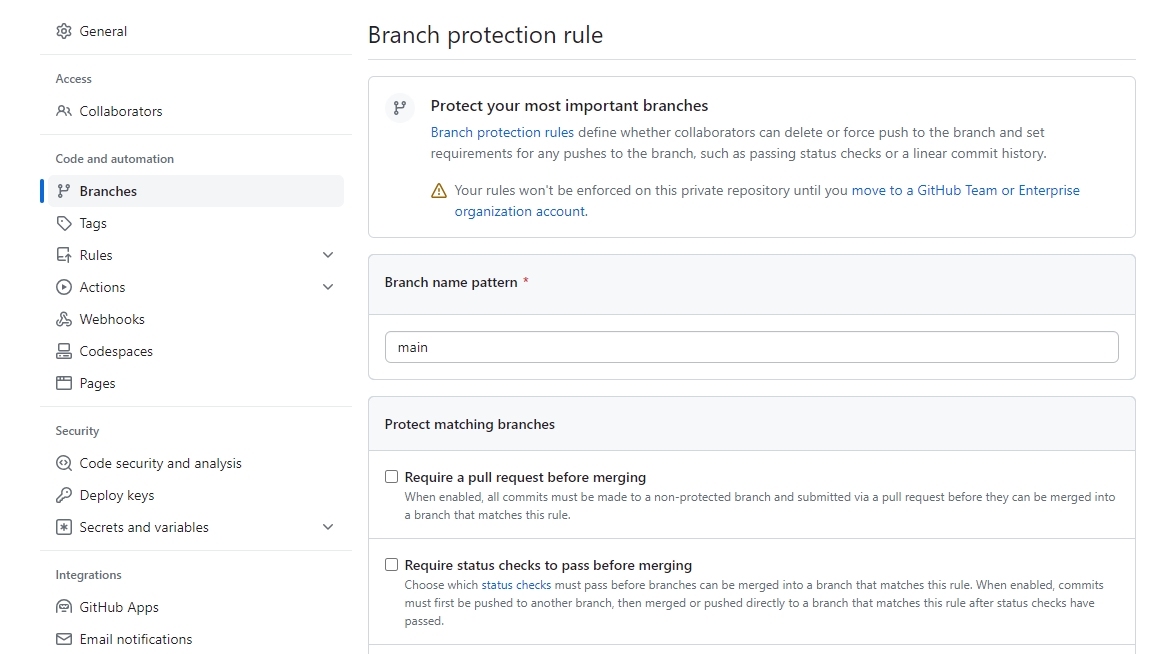 General
Access
Collaborators
Code and automation
Branches
Tags
Rules
Actions
Webhooks
Codespaces
Pages
Security
Code security and analysis
Deploy keys
Secrets and variables
Integrations
GitHub Apps
Email notifications
Branch protection rule
Protect your most important branches
Branch protection rules define whether collaborators can delete or force push to the branch and set
requirements for any pushes to the branch, such as passing status checks or a linear commit history.
Your rules won't be enforced on this private repository until you move to a GitHub Team or Enterprise
organization account.
Branch name pattern *
main
Protect matching branches
Require a pull request before merging
When enabled, all commits must be made to a non-protected branch and submitted via a pull request before they can be merged into
a branch that matches this rule.
Require status checks to pass before merging
Choose which status checks must pass before branches can be merged into a branch that matches this rule. When enabled, commits
must first be pushed to another branch, then merged or pushed directly to a branch that matches this rule after status checks have
passed.